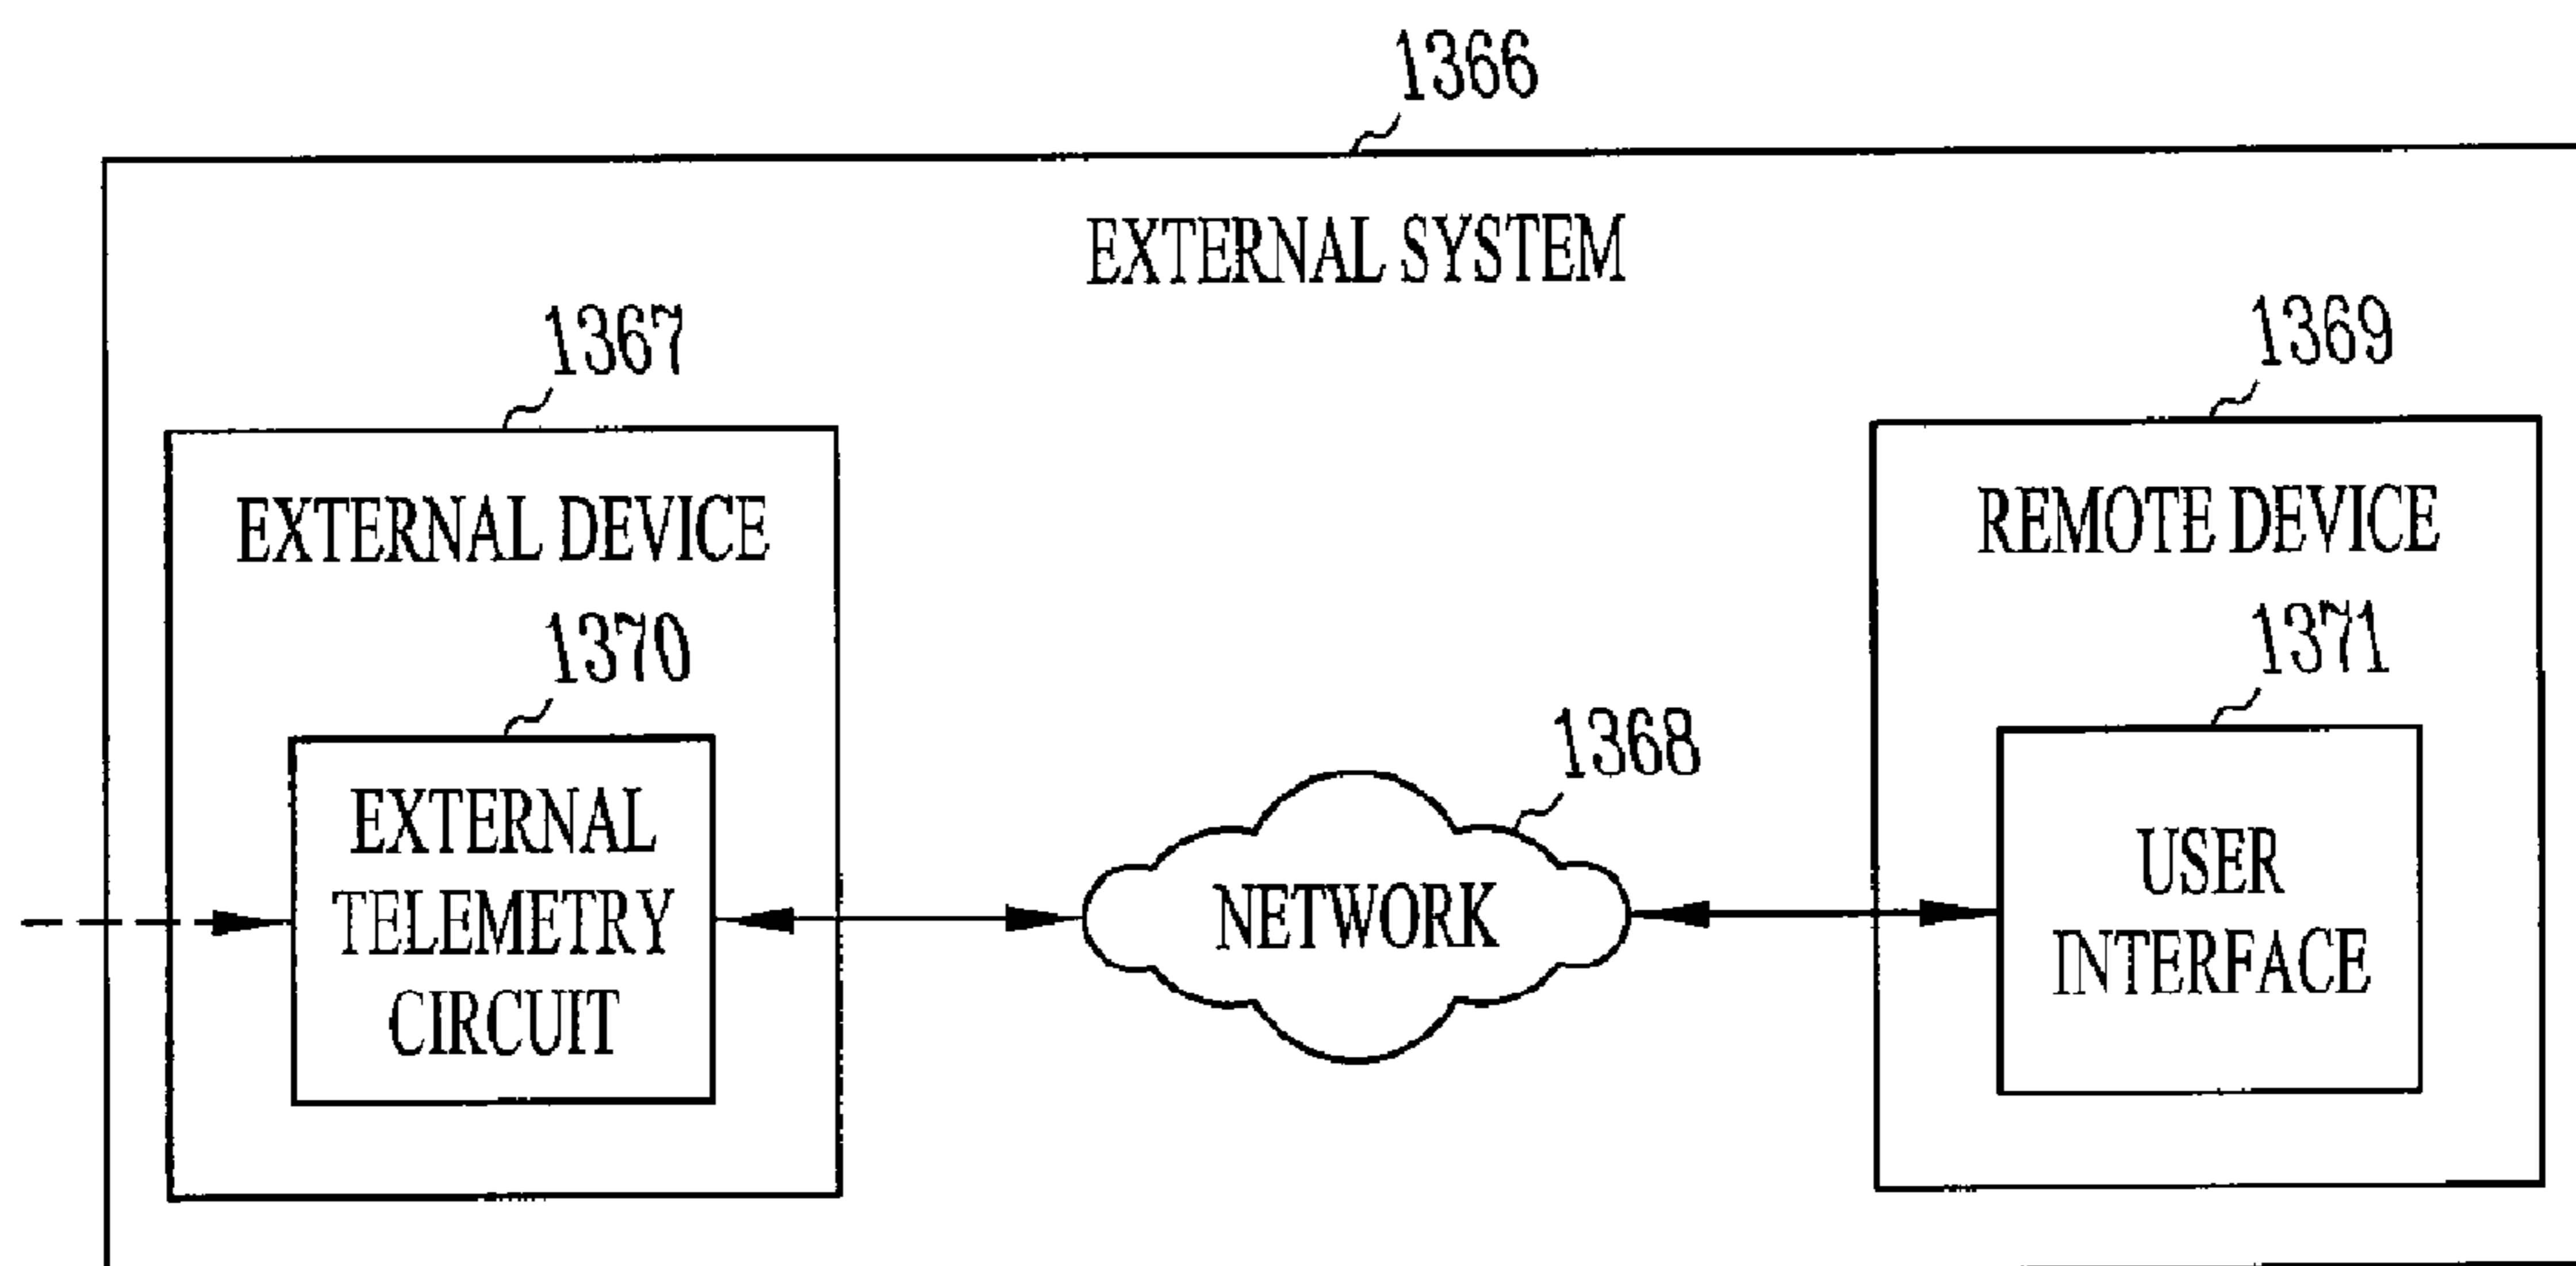 1366
EXTERNAL SYSTEM
1367
EXTERNAL DEVICE
1370
EXTERNAL
TELEMETRY
CIRCUIT
1368
NETWORK
1369
REMOTE DEVICE
1371
USER
INTERFACE